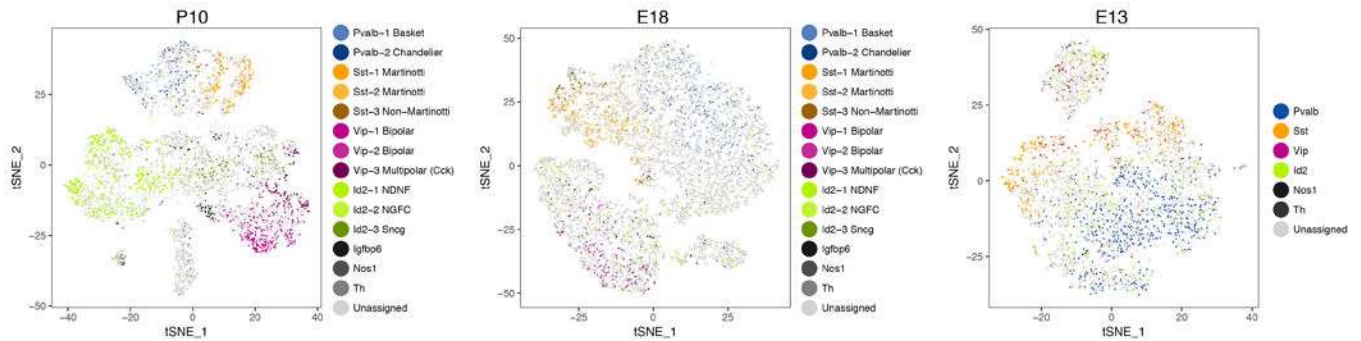 P10
tSNE_2
25
0
−25
−50
−40
−20
0
20
40
tSNE_1
Pvalb−1 Basket
Pvalb−2 Chandelier
Sst−1 Martinotti
Sst−2 Martinotti
Sst−3 Non−Martinotti
Vip−1 Bipolar
Vip−2 Bipolar
Vip−3 Multipolar (Cck)
Id2−1 NDNF
Id2−2 NGFC
Id2−3 Sncg
Igfbp6
Nos1
Th
Unassigned
E18
tSNE_2
50
25
0
−25
−50
−25
0
25
tSNE_1
Pvalb−1 Basket
Pvalb−2 Chandelier
Sst−1 Martinotti
Sst−2 Martinotti
Sst−3 Non−Martinotti
Vip−1 Bipolar
Vip−2 Bipolar
Vip−3 Multipolar (Cck)
Id2−1 NDNF
Id2−2 NGFC
Id2−3 Sncg
Igfbp6
Nos1
Th
Unassigned
E13
tSNE_2
50
25
0
−25
−20
0
20
40
tSNE_1
Pvalb
Sst
Vip
Id2
Nos1
Th
Unassigned